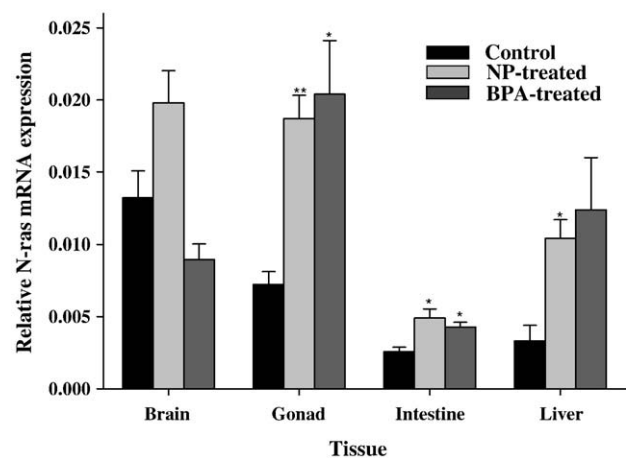 Relative N-ras mRNA expression
0.025
0.020
0.015
0.010
0.005
0.000
Control
NP-treated
BPA-treated
**
*
*
*
*
Brain Gonad Intestine Liver
Tissue